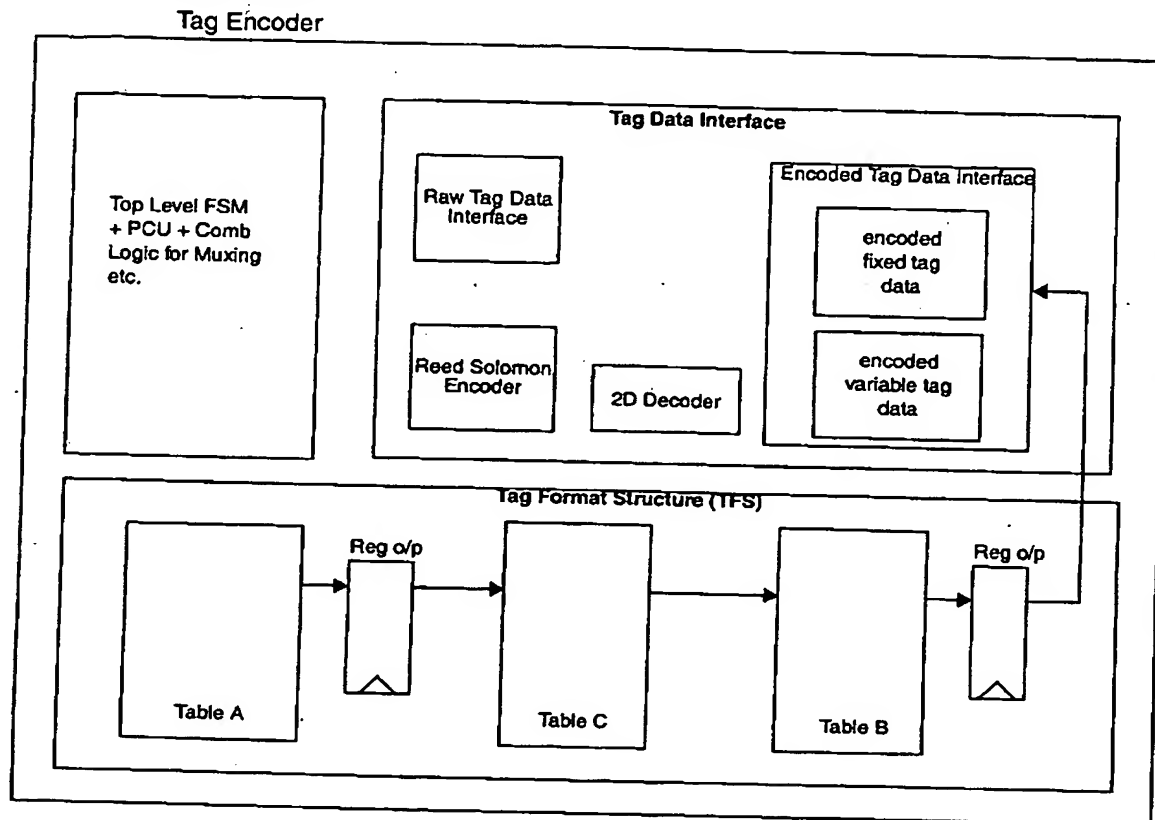 Tag Encoder
Top Level FSM
+ PCU + Comb
Logic for Muxing
etc.
Tag Data Interface
Raw Tag Data
Interface
Reed Solomon
Encoder
2D Decoder
Encoded Tag Data Interface
encoded
fixed tag
data
encoded
variable tag
data
Tag Format Structure (TFS)
Table A
Reg o/p
Table C
Table B
Reg o/p